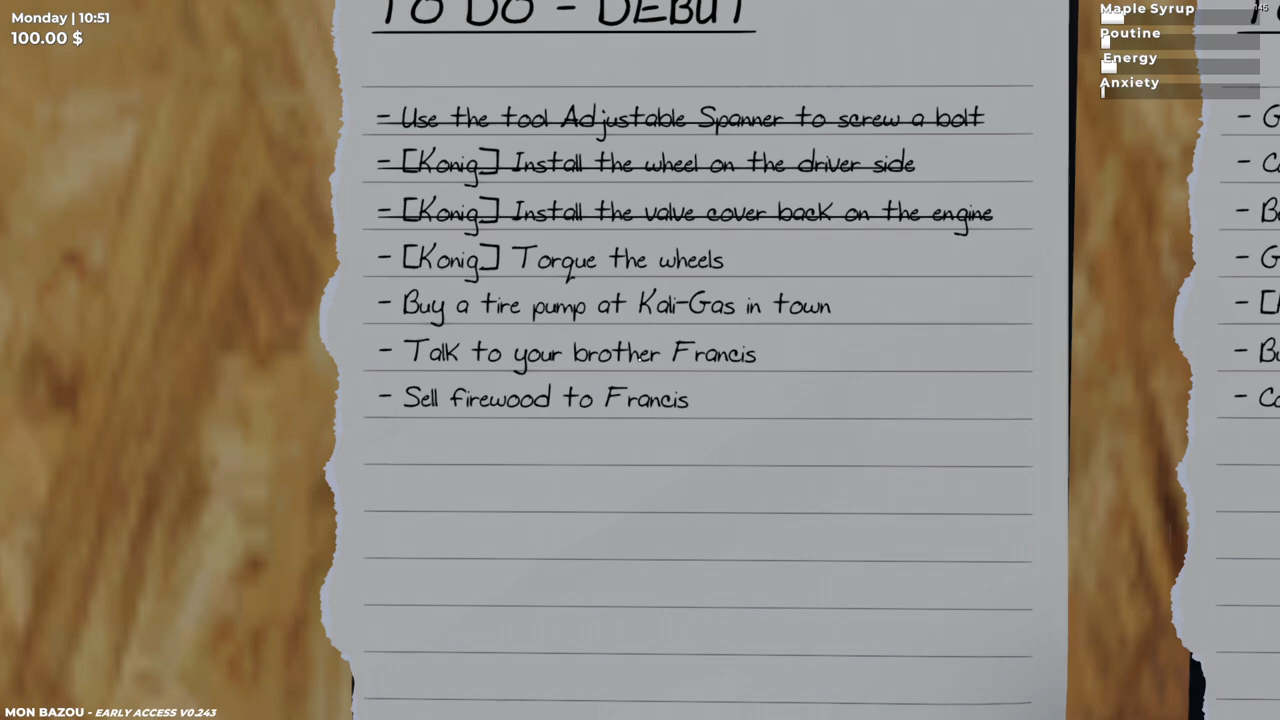 Monday | 10:51
100.00 $
Maple Syrup
Poutine
Energy
Anxiety
145
TO DO - DEBUT
- Use the tool Adjustable Spanner to screw a bolt
- [Konig] Install the wheel on the driver side
- [Konig] Install the valve cover back on the engine
- [Konig] Torque the wheels
- Buy a tire pump at Kali-Gas in town
- Talk to your brother Francis
- Sell firewood to Francis
MON BAZOU - EARLY ACCESS V0.243